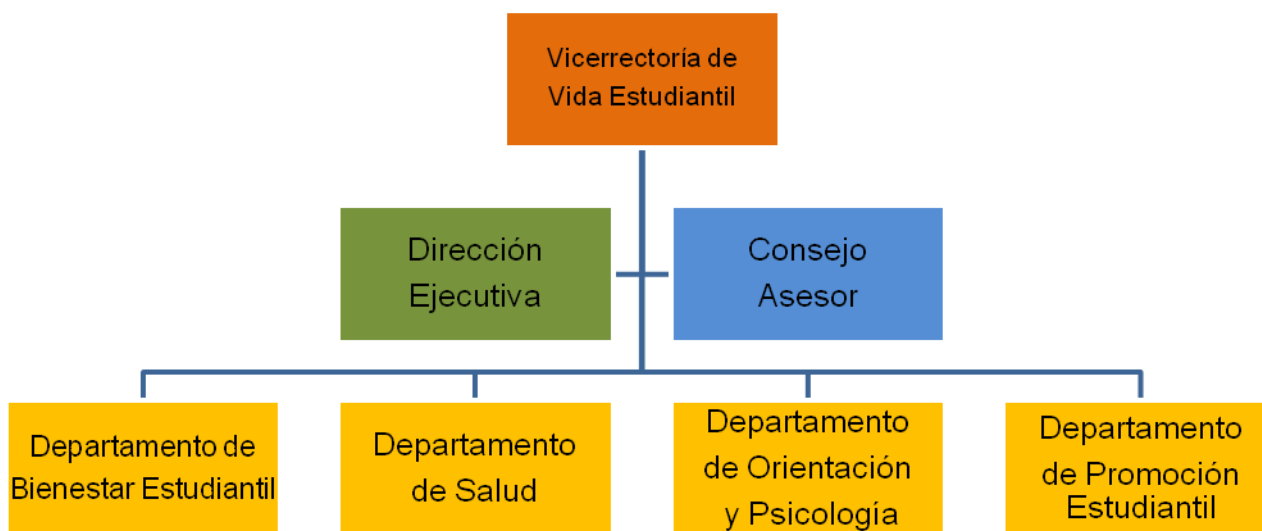 Vicerrectoría de
Vida Estudiantil
Dirección
Ejecutiva
Consejo
Asesor
Departamento de
Bienestar Estudiantil
Departamento
de Salud
Departamento
de Orientación
y Psicología
Departamento
de Promoción
Estudiantil